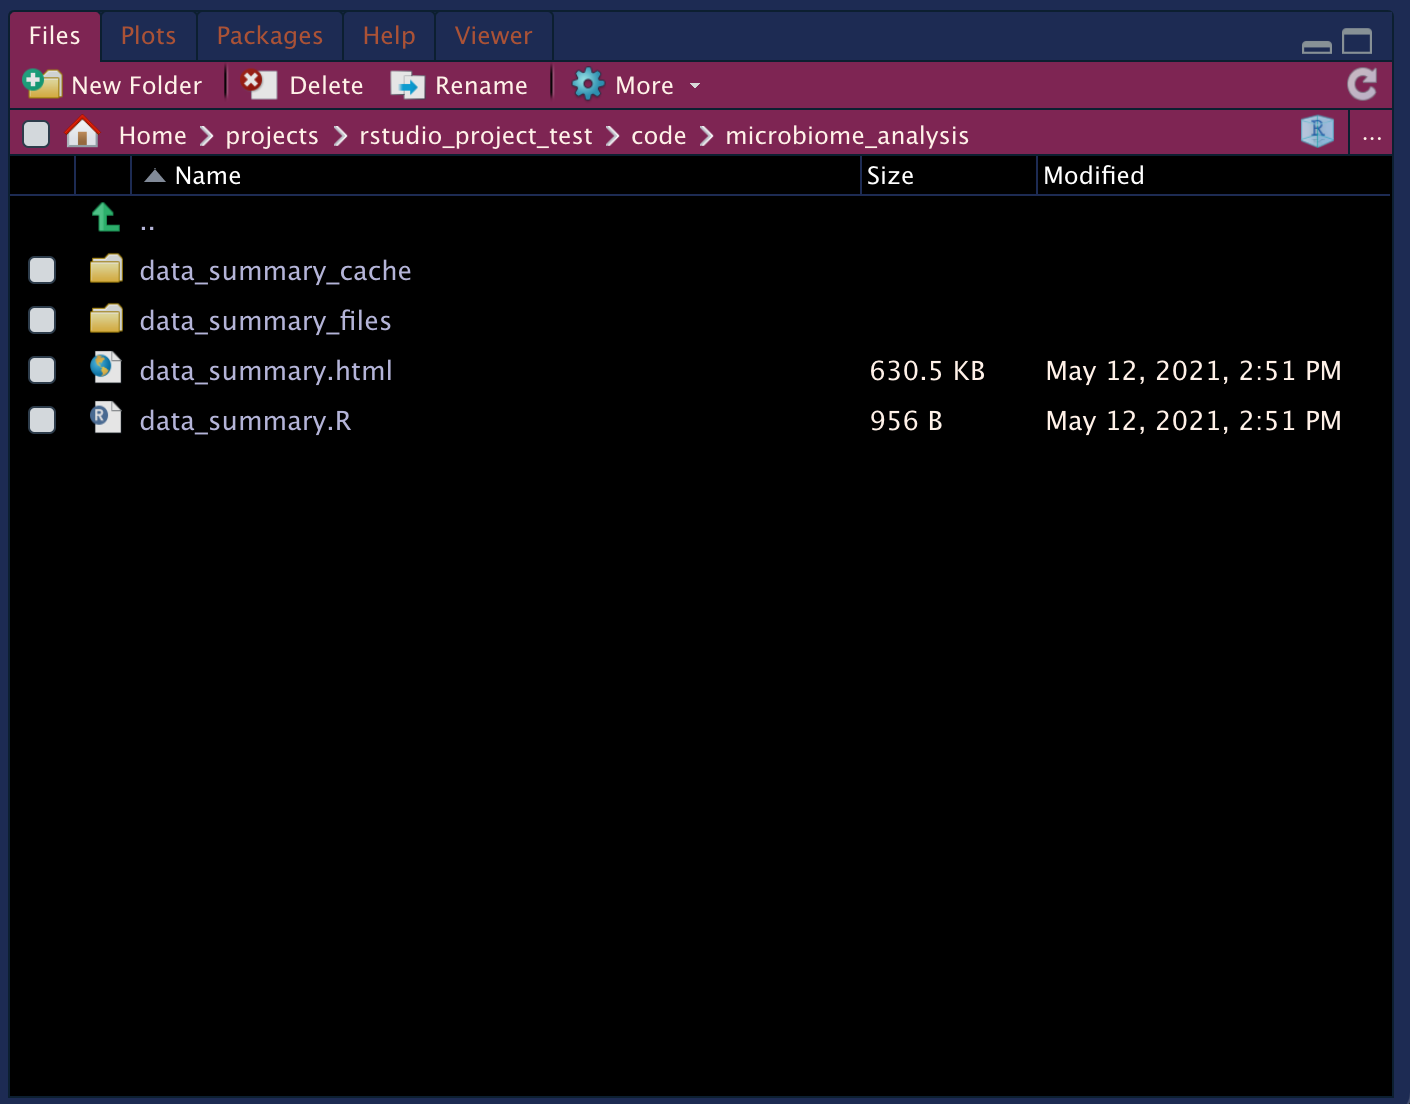 Files Plots Packages Help Viewer
New Folder Delete Rename More
Home projects rstudio_project_test code microbiome_analysis R ...
Name Size Modified
..
data_summary_cache
data_summary_files
data_summary.html 630.5 KB May 12, 2021, 2:51 PM
R data_summary.R 956 B May 12, 2021, 2:51 PM